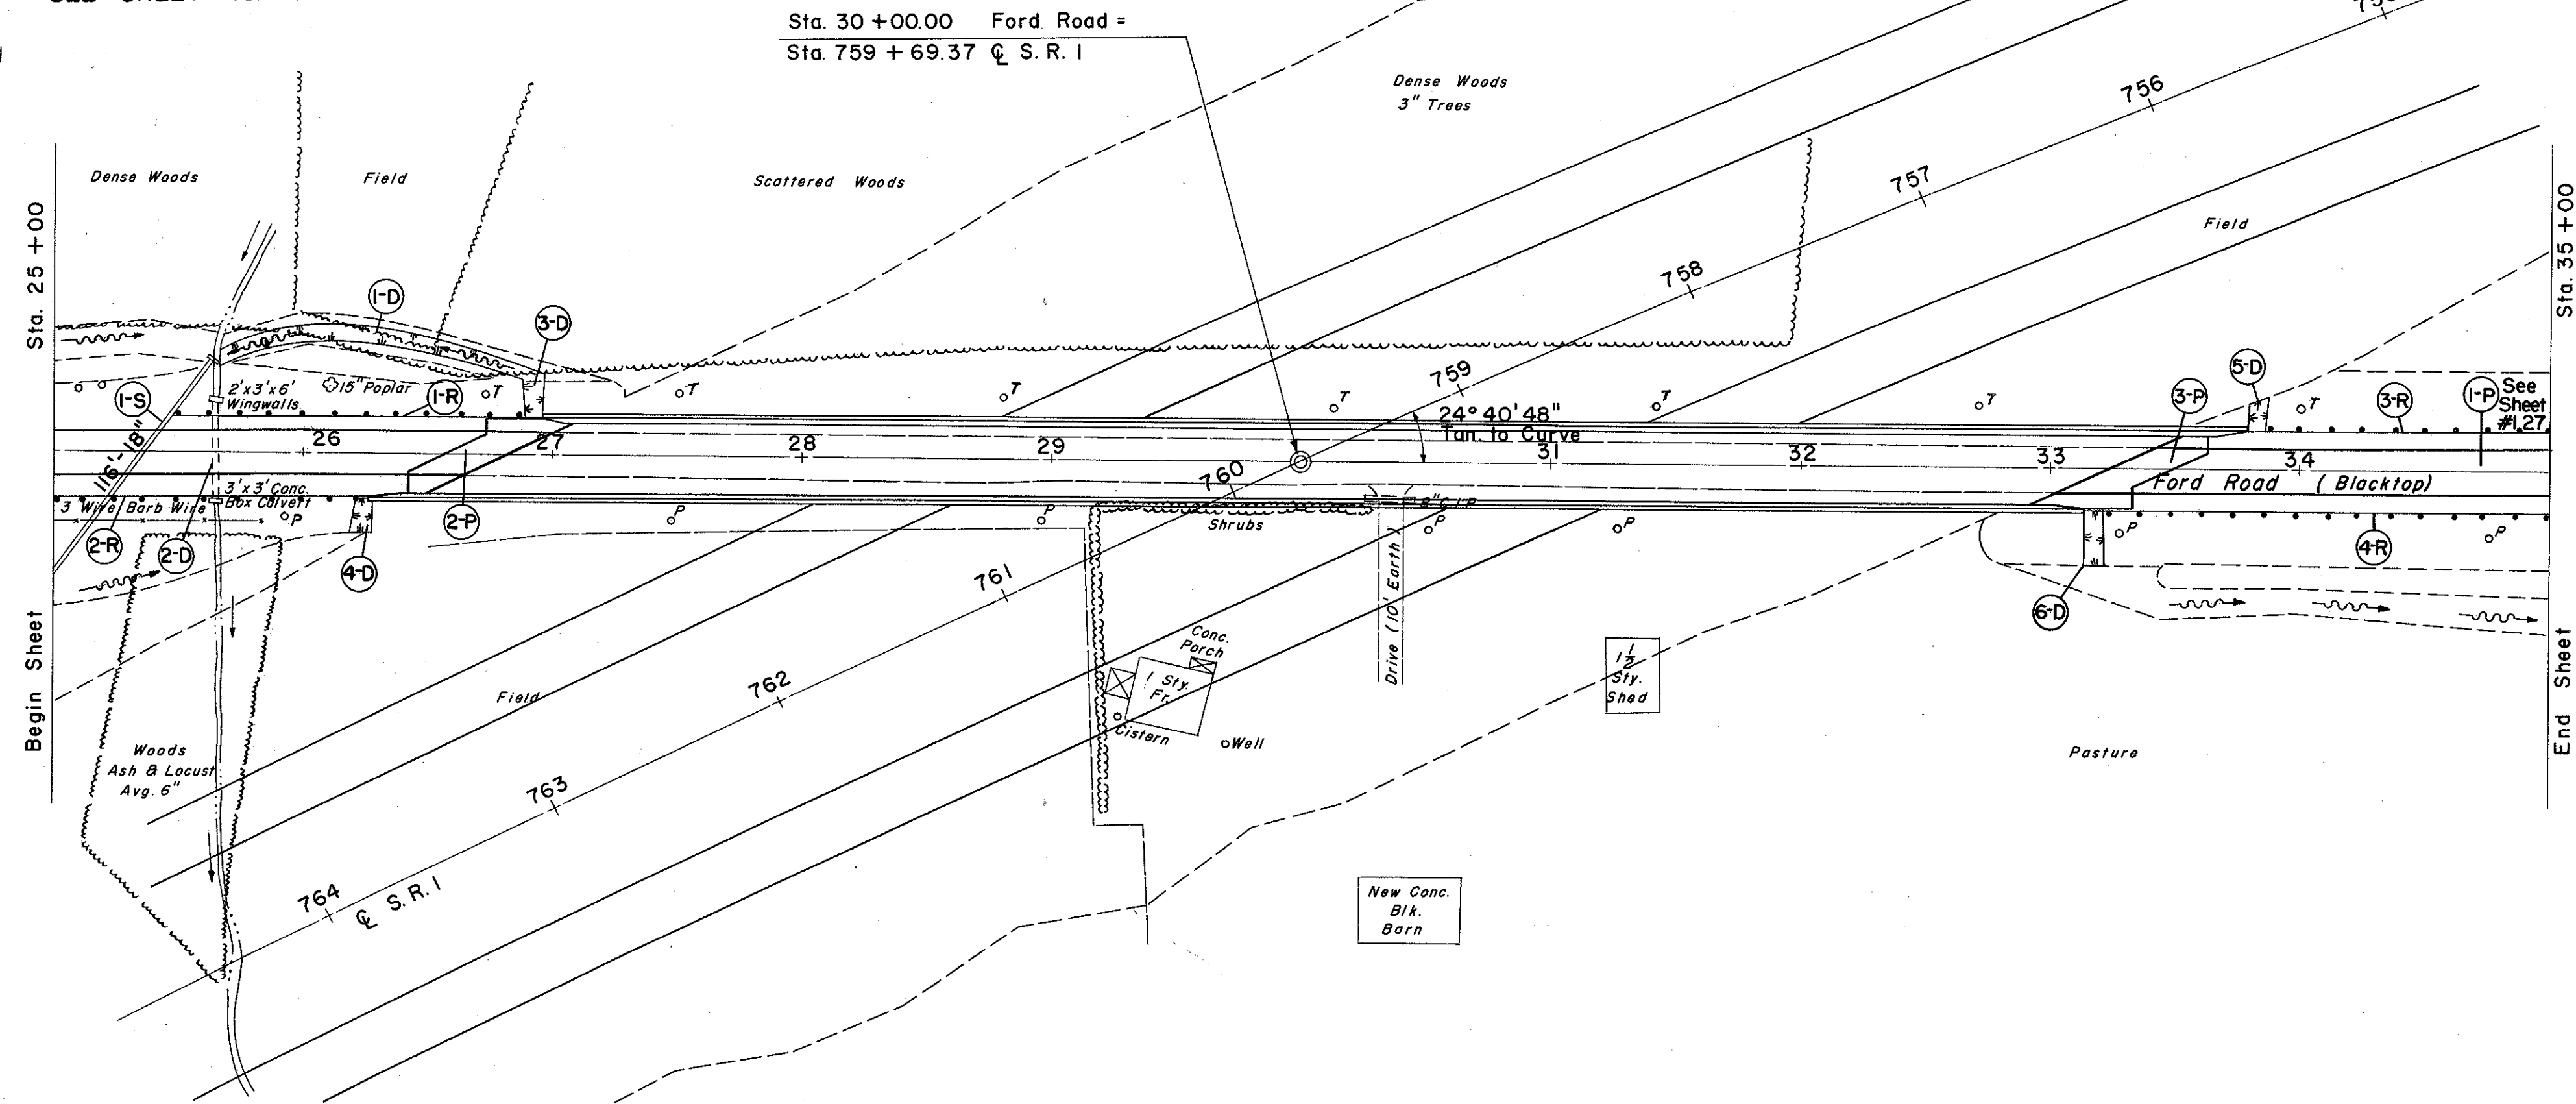 Sta. 30 +00.00 Ford Road =
Sta. 759 + 69.37 ℄ S. R. 1
Dense Woods
3" Trees
756
757
758
759
760
761
762
763
764
℄ S. R. 1
Dense Woods
Field
Scattered Woods
Field
Sta. 25 +00
Begin Sheet
Sta. 35 +00
End Sheet
1-D
3-D
5-D
1-S
116'-18"
2'x3'x6'
Wingwalls
15" Poplar
1-R
T
T
T
T
T
T
T
24° 40' 48"
Tan. to Curve
3-P
3-R
1-P
See
Sheet
#127
26
27
28
29
31
32
33
34
Ford Road (Blacktop)
3'x3' Conc.
Box Culvert
3 Wire Barb Wire
P
P
P
P
P
P
P
2-R
2-D
4-D
2-P
Shrubs
8" C.I.P.
4-R
6-D
Drive (10' Earth)
Conc.
Porch
1 Sty.
Fr.
Cistern
Well
1 1/2
Sty.
Shed
Field
Woods
Ash & Locust
Avg. 6"
Pasture
New Conc.
Blk.
Barn